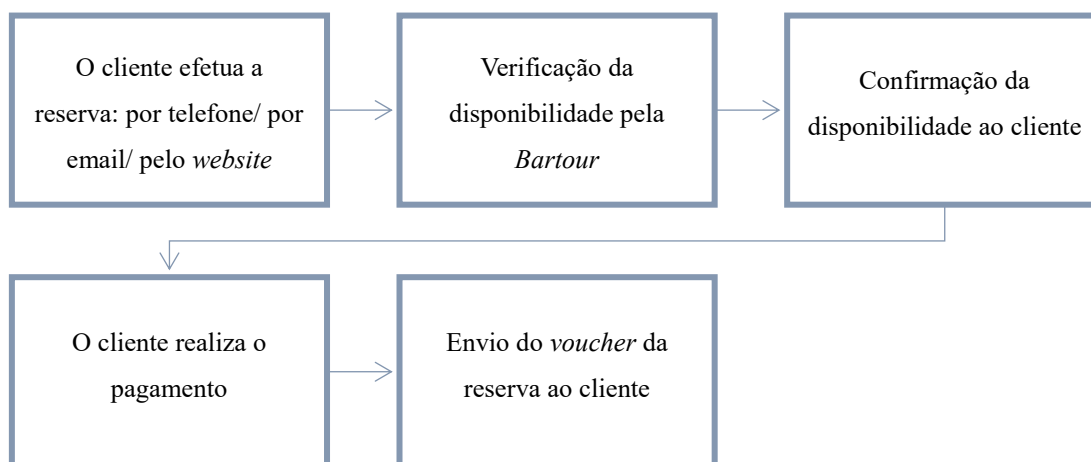 O cliente efetua a
reserva: por telefone/ por
email/ pelo website
Verificação da
disponibilidade pela
Bartour
Confirmação da
disponibilidade ao cliente
O cliente realiza o
pagamento
Envio do voucher da
reserva ao cliente